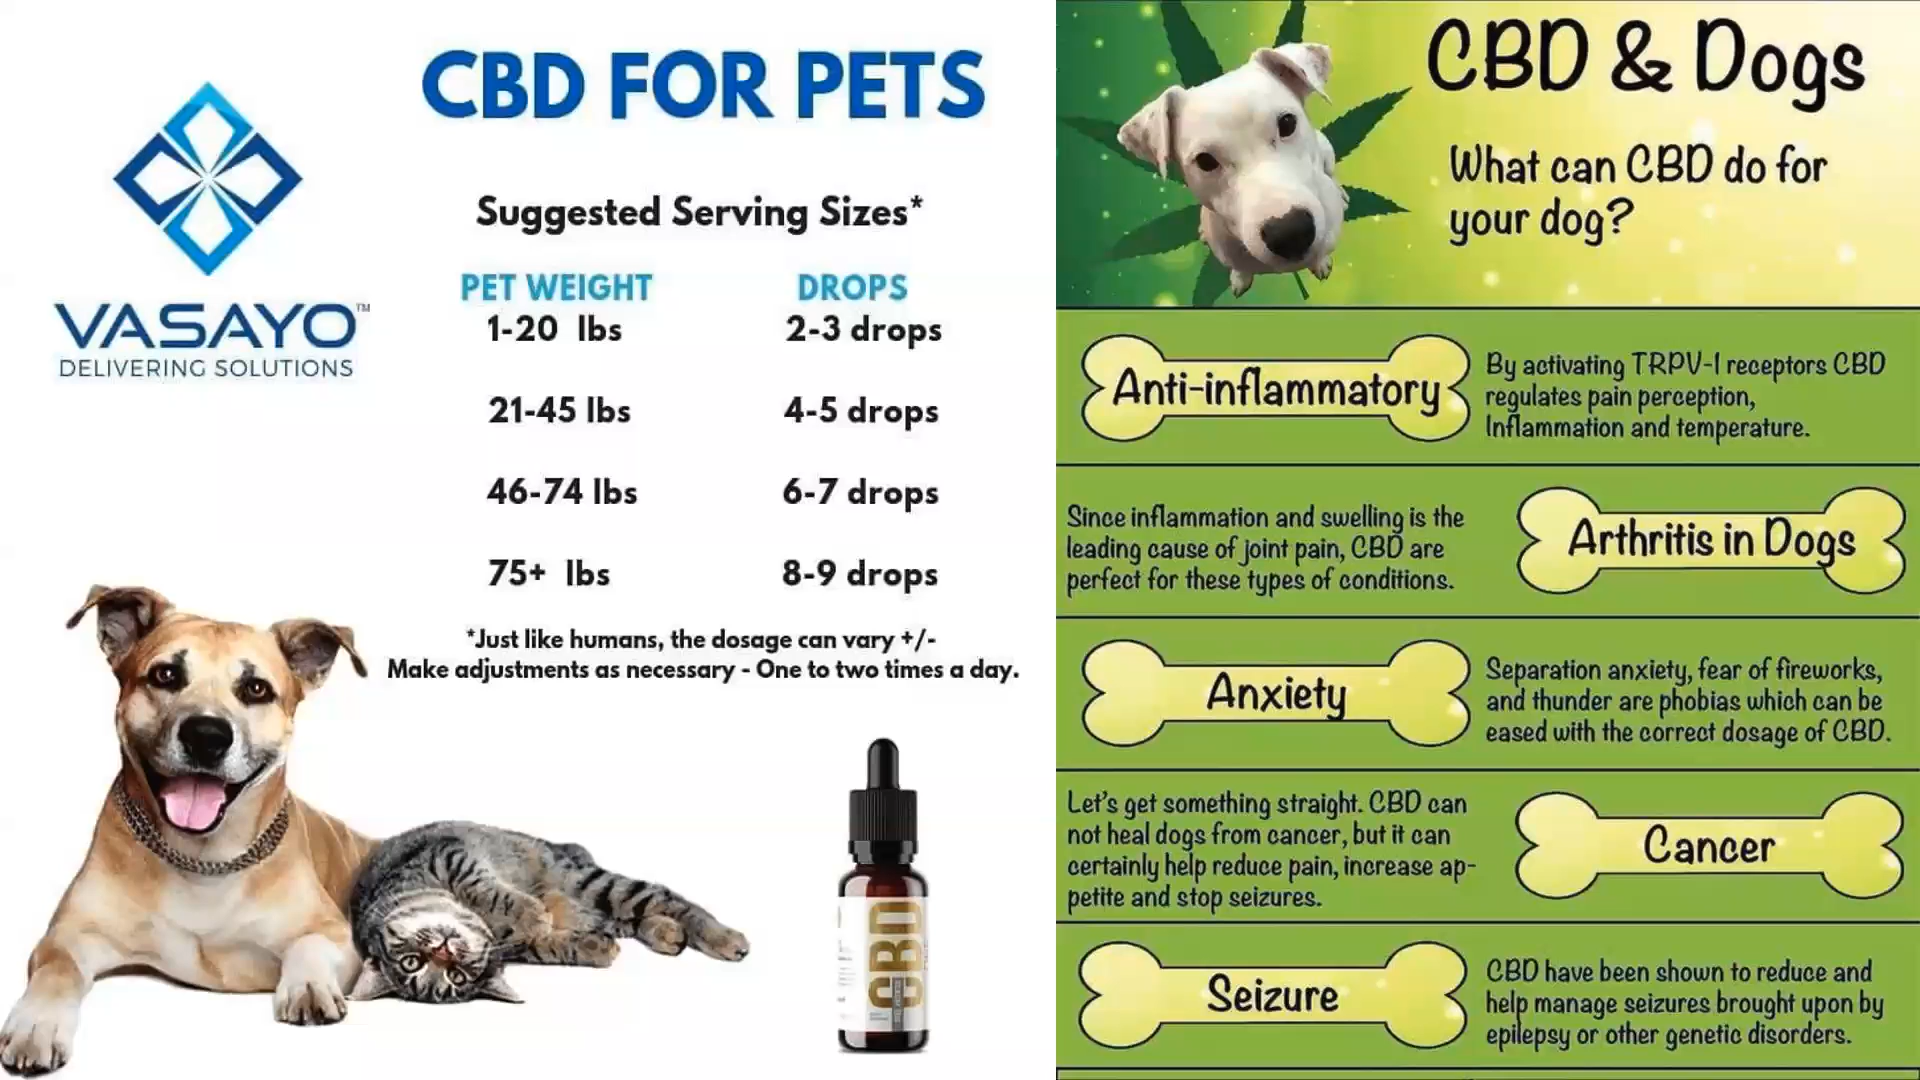 VASAYO™
DELIVERING SOLUTIONS
CBD FOR PETS
Suggested Serving Sizes*
PET WEIGHT DROPS
1-20 lbs 2-3 drops
21-45 lbs 4-5 drops
46-74 lbs 6-7 drops
75+ lbs 8-9 drops
*Just like humans, the dosage can vary +/-
Make adjustments as necessary - One to two times a day.
CBD
CBD & Dogs
What can CBD do for
your dog?
Anti-inflammatory
By activating TRPV-1 receptors CBD
regulates pain perception,
Inflammation and temperature.
Since inflammation and swelling is the
leading cause of joint pain, CBD are
perfect for these types of conditions.
Arthritis in Dogs
Anxiety
Separation anxiety, fear of fireworks,
and thunder are phobias which can be
eased with the correct dosage of CBD.
Let's get something straight. CBD can
not heal dogs from cancer, but it can
certainly help reduce pain, increase ap-
petite and stop seizures.
Cancer
Seizure
CBD have been shown to reduce and
help manage seizures brought upon by
epilepsy or other genetic disorders.